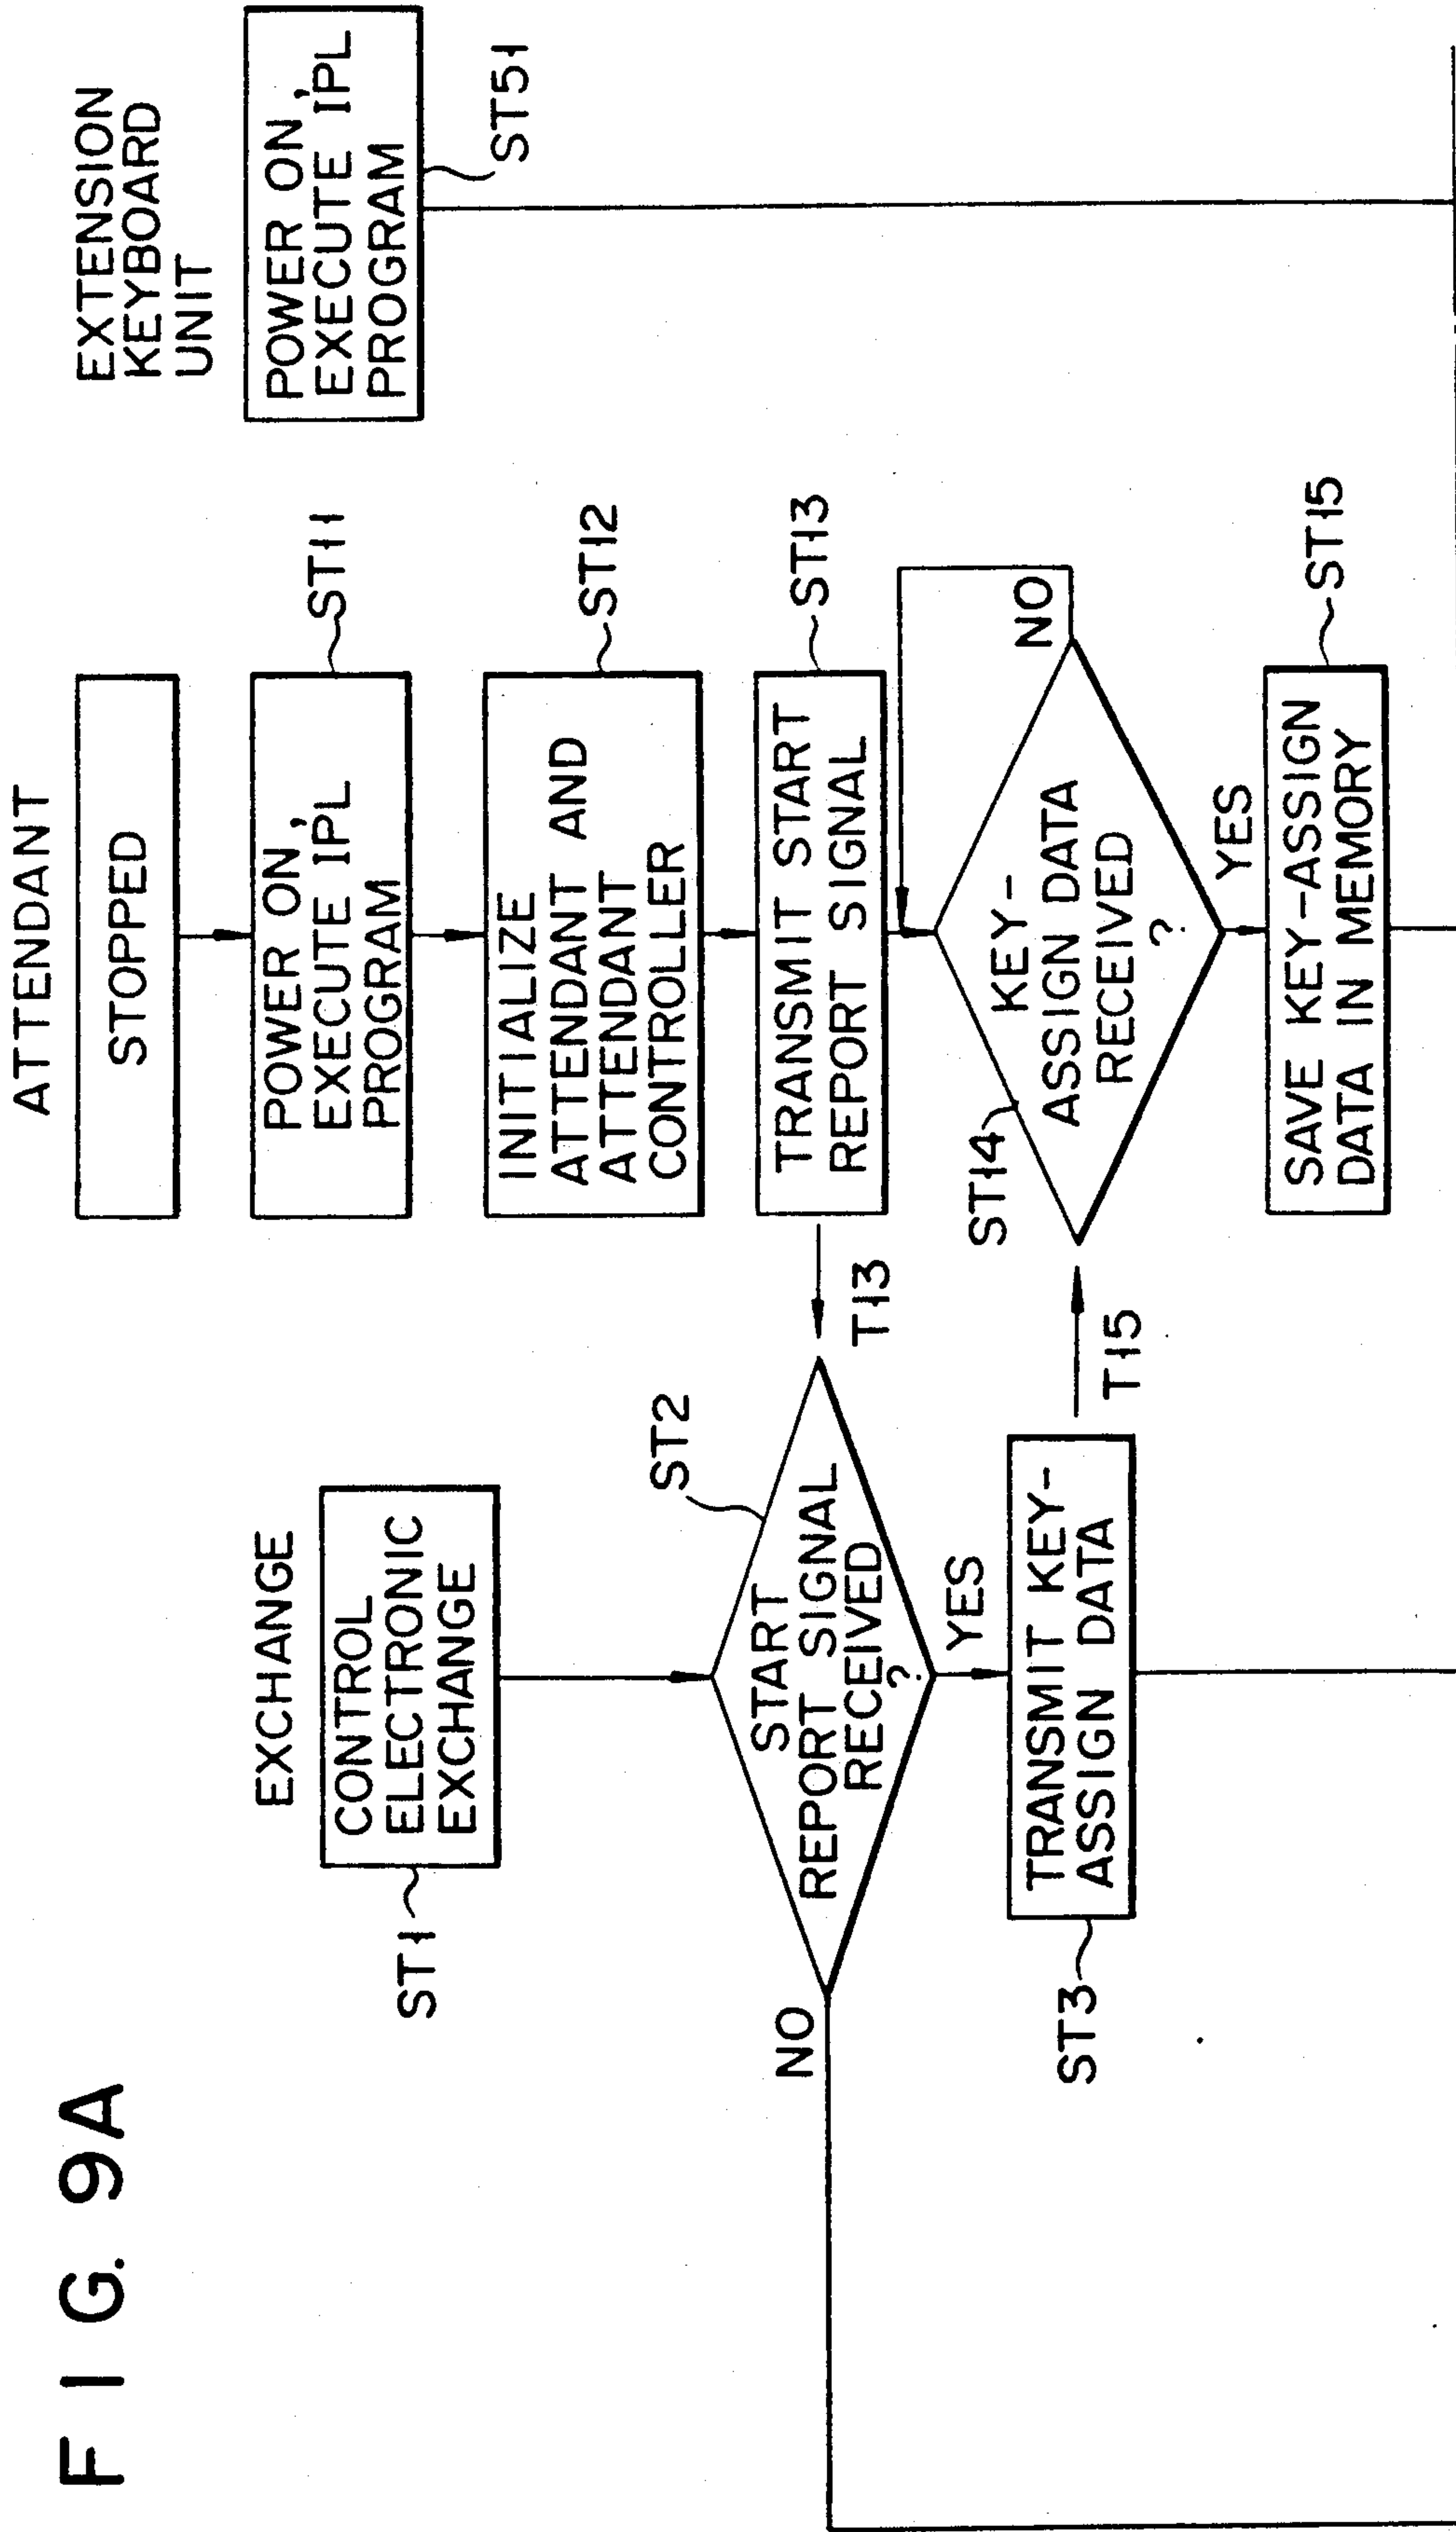 FIG. 9A
EXCHANGE
CONTROL
ELECTRONIC
EXCHANGE
ST1
START
REPORT SIGNAL
RECEIVED
?
ST2
NO
YES
TRANSMIT KEY-
ASSIGN DATA
ST3
T13
T15
ATTENDANT
STOPPED
POWER ON,
EXECUTE IPL
PROGRAM
ST11
INITIALIZE
ATTENDANT AND
ATTENDANT
CONTROLLER
ST12
TRANSMIT START
REPORT SIGNAL
ST13
KEY-
ASSIGN DATA
RECEIVED
?
ST14
NO
YES
SAVE KEY-ASSIGN
DATA IN MEMORY
ST15
EXTENSION
KEYBOARD
UNIT
POWER ON,
EXECUTE IPL
PROGRAM
ST51